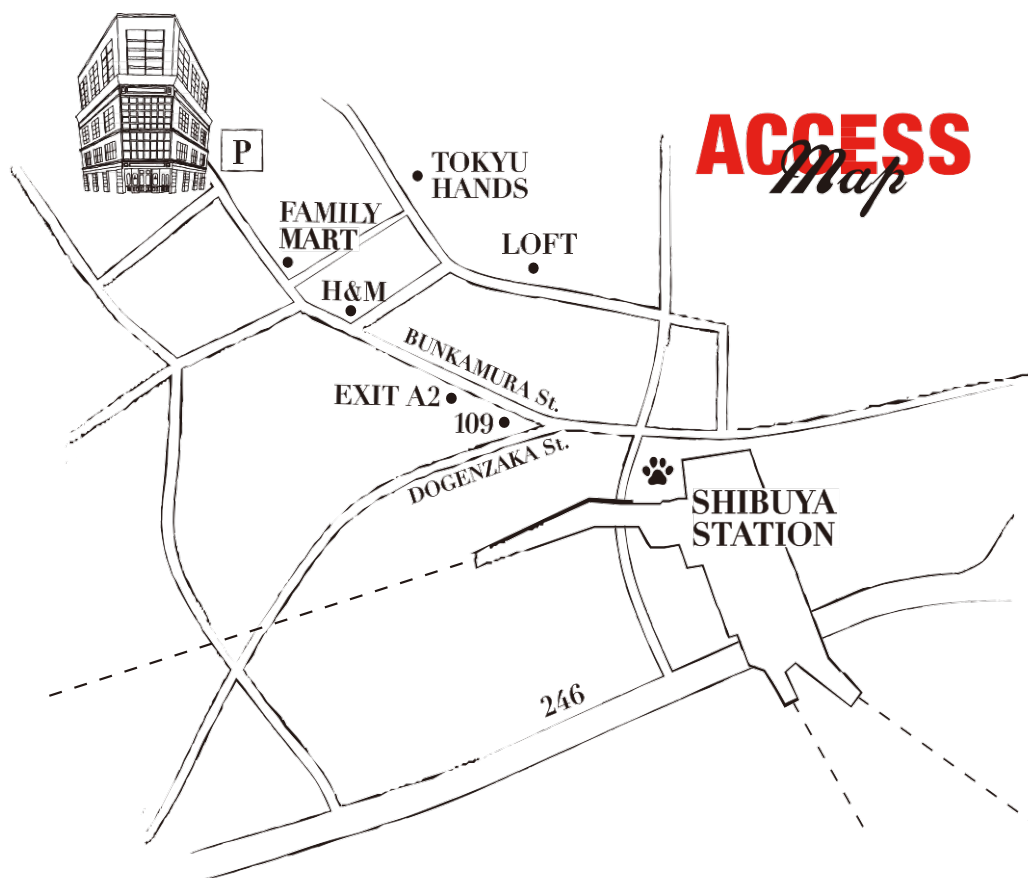 ACCESS
Map
P
TOKYU
HANDS
FAMILY
MART
LOFT
H&M
BUNKAMURA St.
EXIT A2
109
DOGENZAKA St.
SHIBUYA
STATION
246